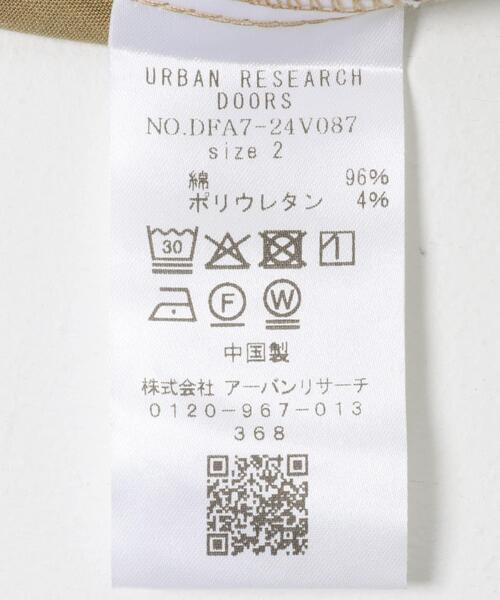 URBAN RESEARCH
DOORS
NO.DFA7-24V087
size 2
綿 96%
ポリウレタン 4%
30
F W
中国製
株式会社 アーバンリサーチ
0120-967-013
368